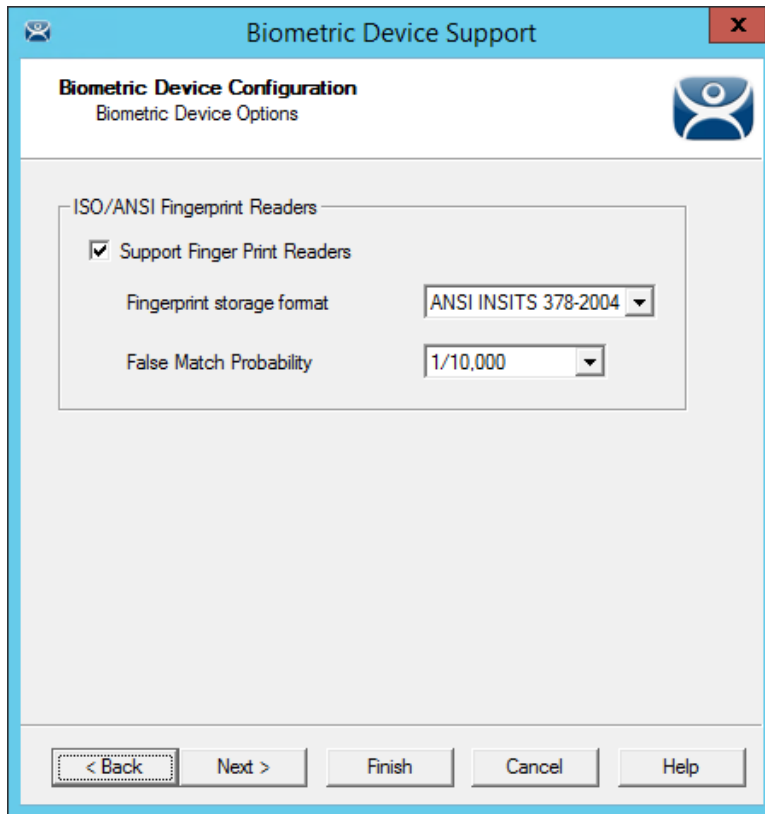 Biometric Device Support
X
Biometric Device Configuration
Biometric Device Options
ISO/ANSI Fingerprint Readers
Support Finger Print Readers
Fingerprint storage format ANSI INSITS 378-2004
False Match Probability 1/10,000
< Back Next > Finish Cancel Help